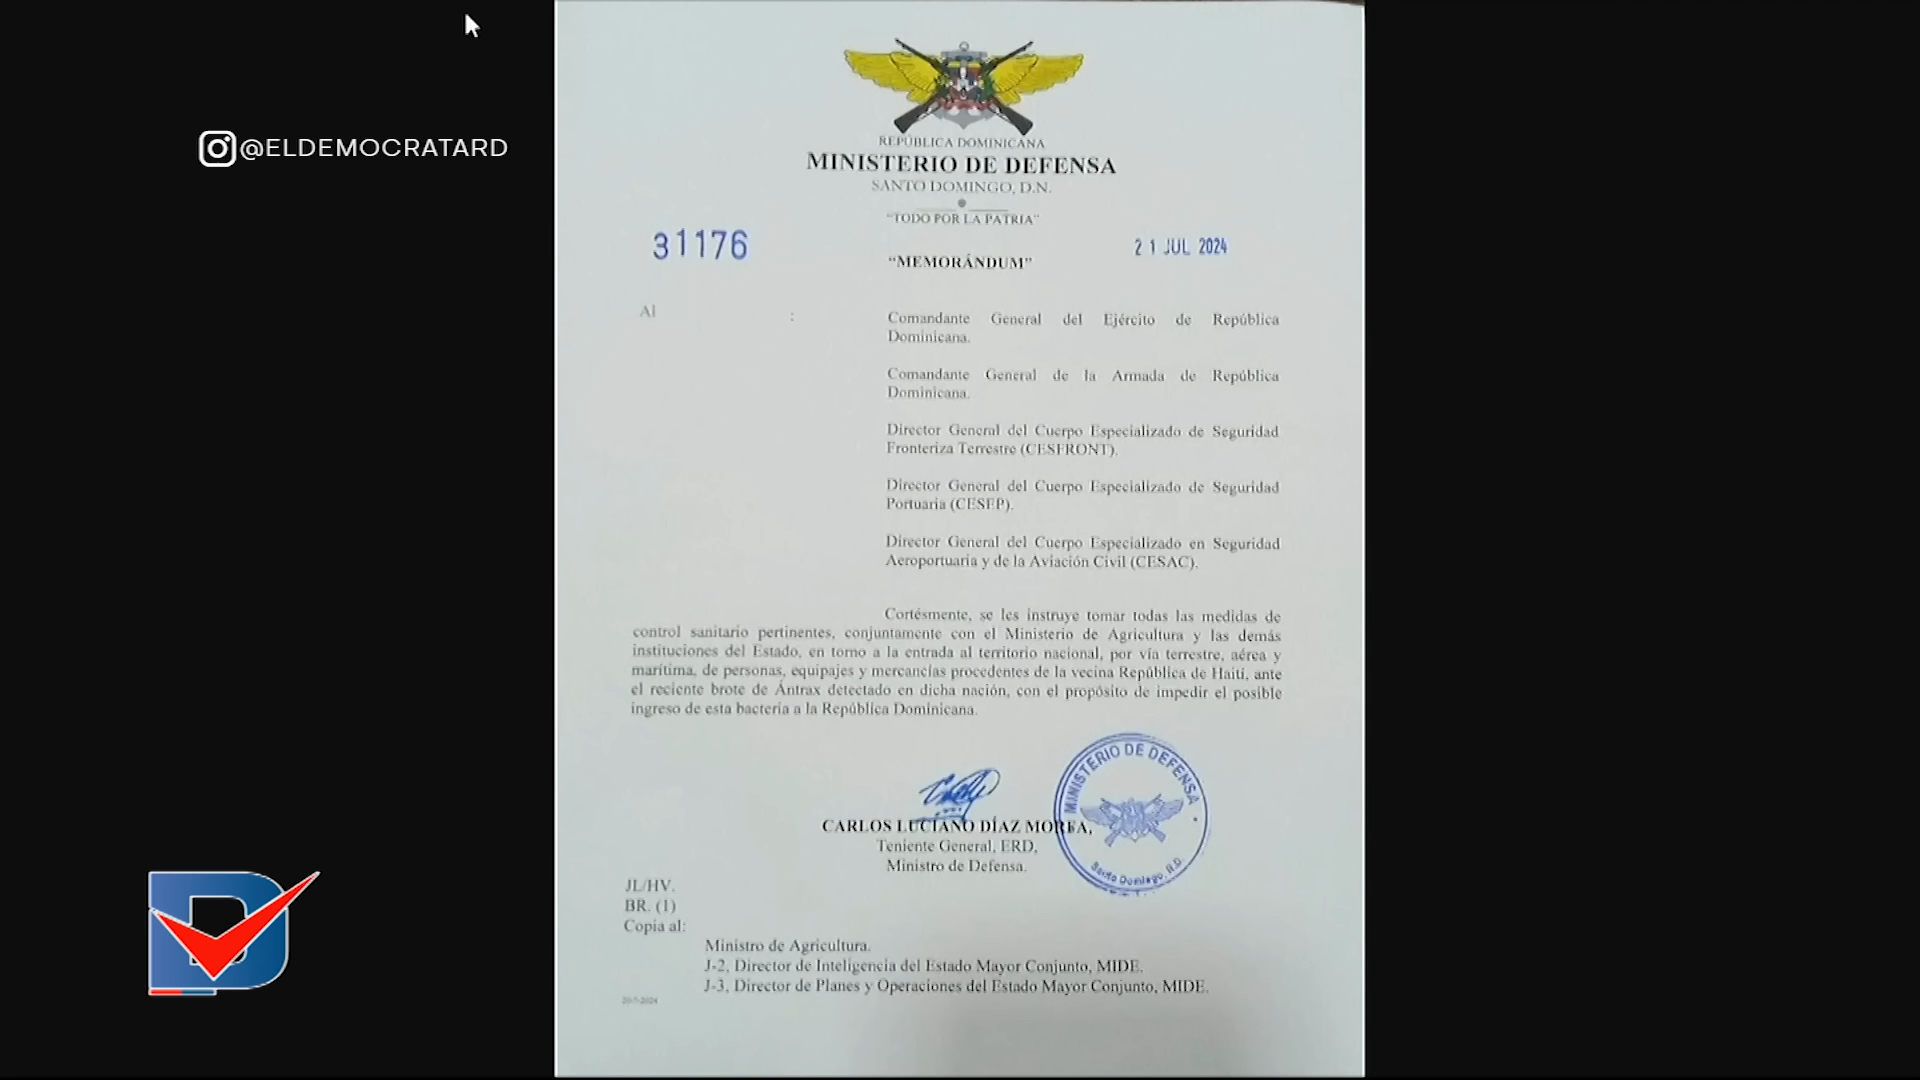 @ELDEMOCRATARD
REPÚBLICA DOMINICANA
MINISTERIO DE DEFENSA
SANTO DOMINGO, D.N.
"TODO POR LA PATRIA"
31176
21 JUL 2024
"MEMORÁNDUM"
Al :
Comandante General del Ejército de República
Dominicana.
Comandante General de la Armada de República
Dominicana.
Director General del Cuerpo Especializado de Seguridad
Fronteriza Terrestre (CESFRONT).
Director General del Cuerpo Especializado de Seguridad
Portuaria (CESEP).
Director General del Cuerpo Especializado en Seguridad
Aeroportuaria y de la Aviación Civil (CESAC).
Cortésmente, se les instruye tomar todas las medidas de
control sanitario pertinentes, conjuntamente con el Ministerio de Agricultura y las demás
instituciones del Estado, en torno a la entrada al territorio nacional, por vía terrestre, aérea y
marítima, de personas, equipajes y mercancías procedentes de la vecina República de Haití, ante
el reciente brote de Ántrax detectado en dicha nación, con el propósito de impedir el posible
ingreso de esta bacteria a la República Dominicana.
MINISTERIO DE DEFENSA
Santo Domingo, R.D.
CARLOS LUCIANO DÍAZ MORFA,
Teniente General, ERD,
Ministro de Defensa.
JL/HV.
BR. (1)
Copia al:
Ministro de Agricultura.
J-2, Director de Inteligencia del Estado Mayor Conjunto, MIDE.
J-3, Director de Planes y Operaciones del Estado Mayor Conjunto, MIDE.
20-7-2024
D